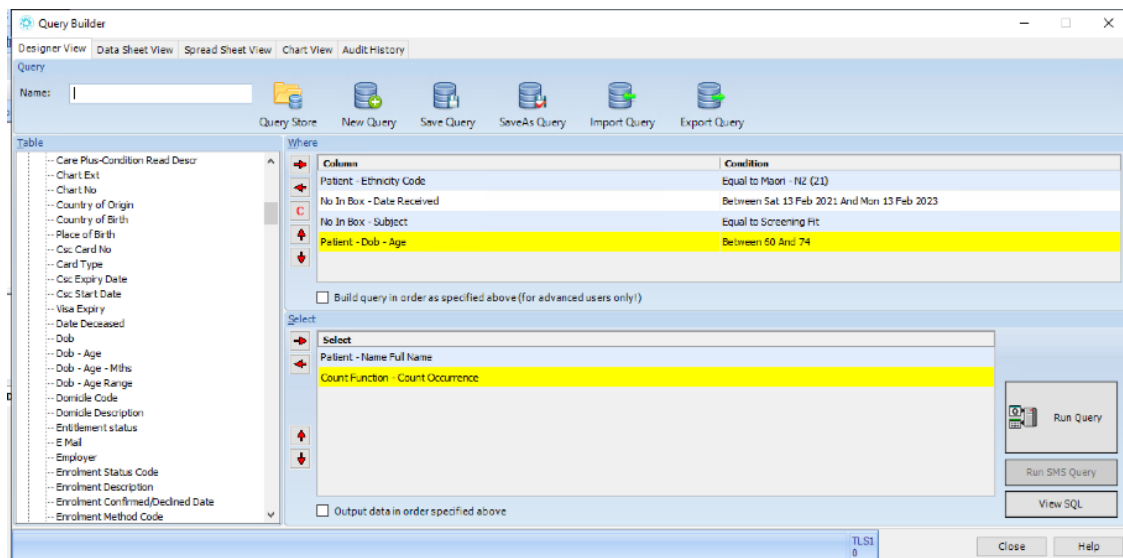 Query Builder
Designer View Data Sheet View Spread Sheet View Chart View Audit History
Query
Name:
Query Store New Query Save Query SaveAs Query Import Query Export Query
Table
Care Plus-Condition Read Descr
Chart Ext
Chart No
Country of Origin
Country of Birth
Place of Birth
Csc Card No
Card Type
Csc Expiry Date
Csc Start Date
Visa Expiry
Date Deceased
Dob
Dob - Age
Dob - Age - Mths
Dob - Age Range
Domicile Code
Domicile Description
Entitlement status
E Mail
Employer
Enrolment Status Code
Enrolment Description
Enrolment Confirmed/Declined Date
Enrolment Method Code
Where
C
Column Condition
Patient - Ethnicity Code Equal to Maori - NZ (21)
No In Box - Date Received Between Sat 13 Feb 2021 And Mon 13 Feb 2023
No In Box - Subject Equal to Screening Fit
Patient - Dob - Age Between 60 And 74
Build query in order as specified above (for advanced users only!)
Select
Select
Patient - Name Full Name
Count Function - Count Occurrence
Output data in order specified above
Run Query
Run SMS Query
View SQL
TLS1
0
Close Help